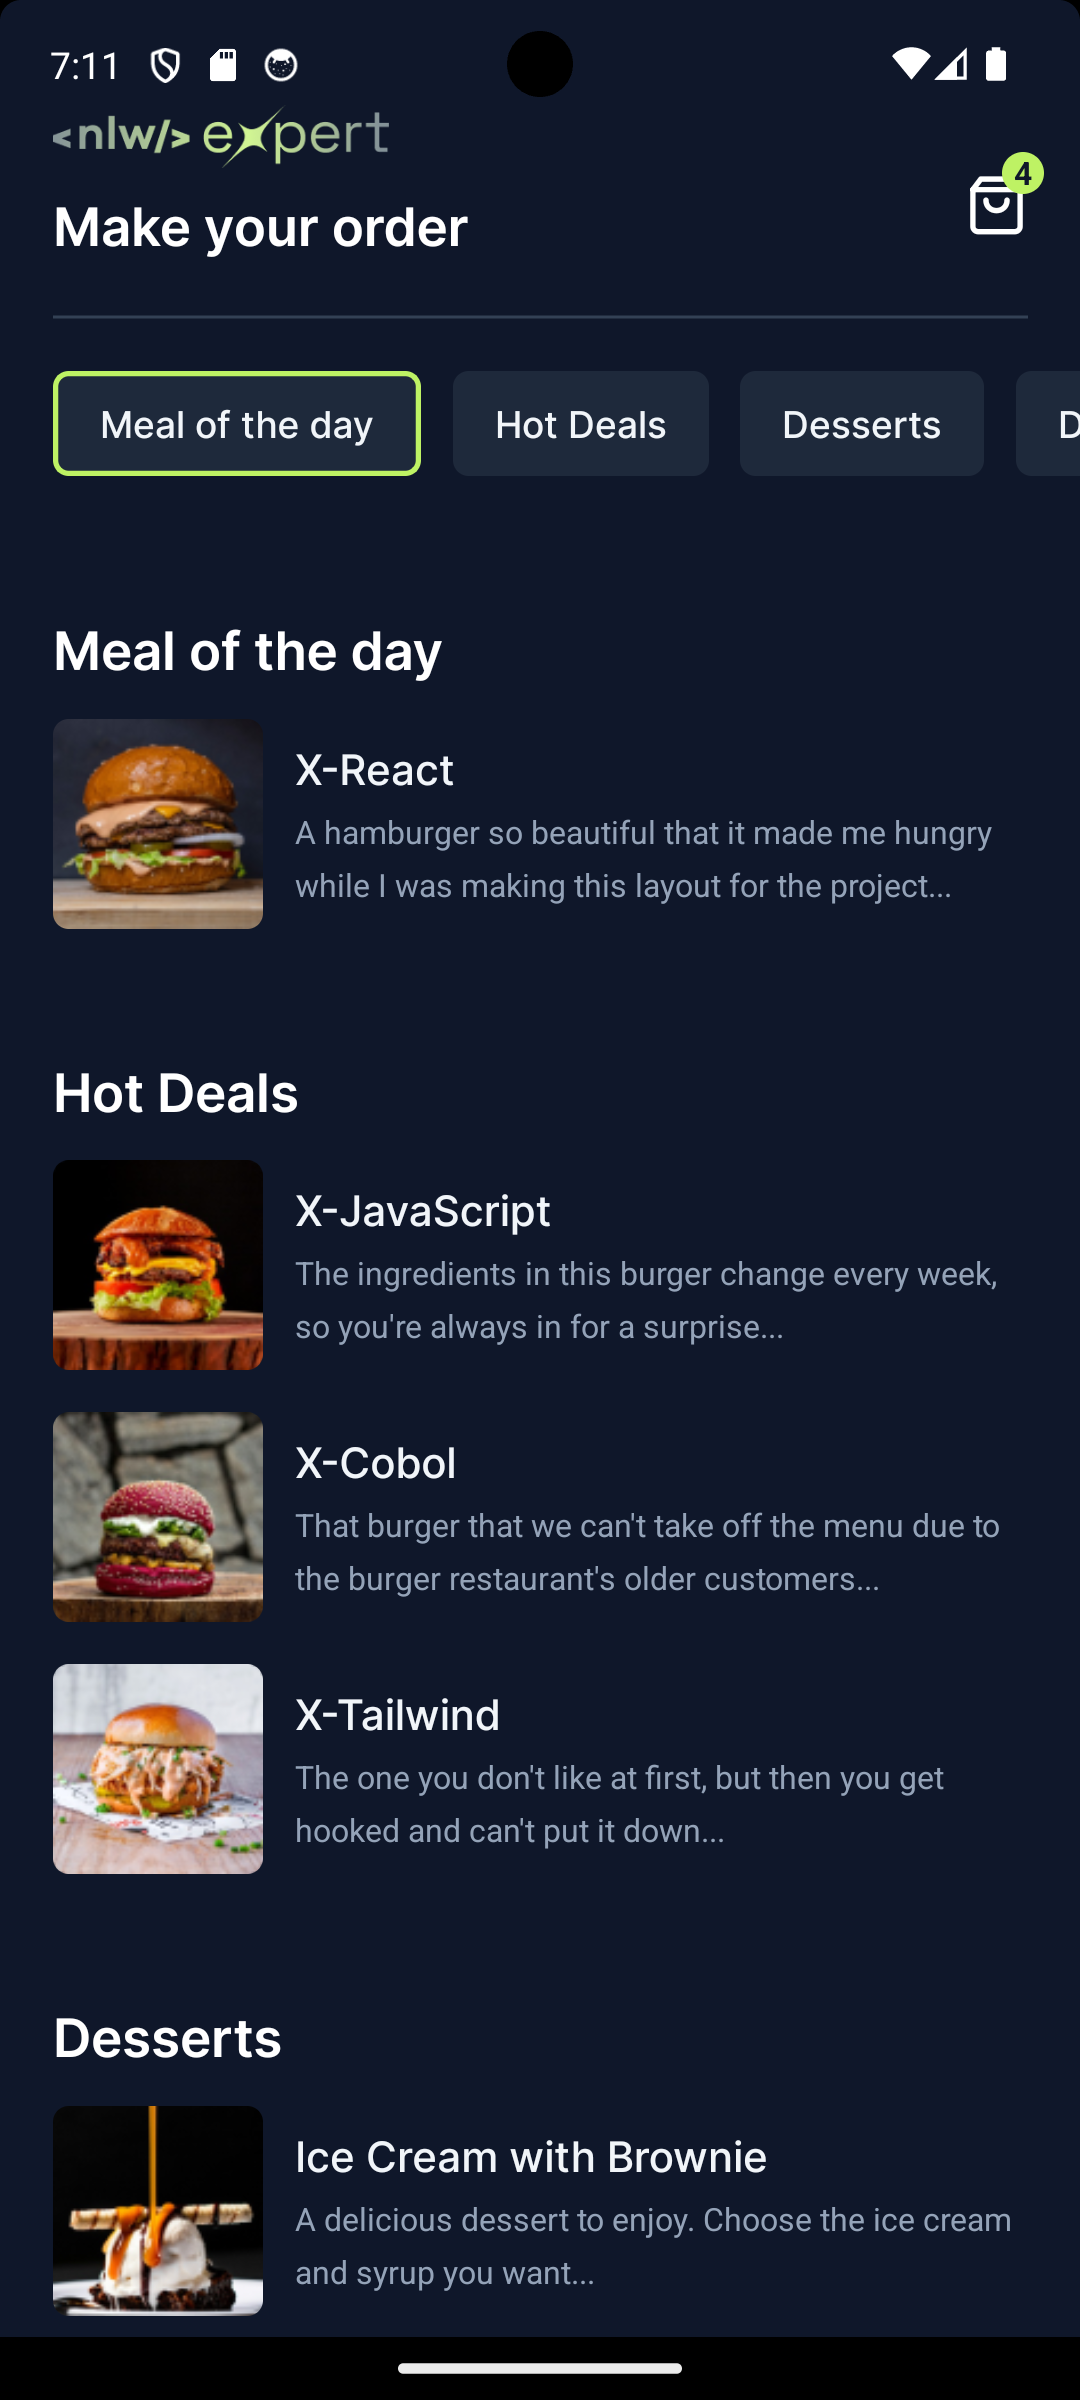 7:11
<nlw/> expert
4
Make your order
Meal of the day
Hot Deals
Desserts
D
Meal of the day
X-React
A hamburger so beautiful that it made me hungry
while I was making this layout for the project...
Hot Deals
X-JavaScript
The ingredients in this burger change every week,
so you're always in for a surprise...
X-Cobol
That burger that we can't take off the menu due to
the burger restaurant's older customers...
X-Tailwind
The one you don't like at first, but then you get
hooked and can't put it down...
Desserts
Ice Cream with Brownie
A delicious dessert to enjoy. Choose the ice cream
and syrup you want...